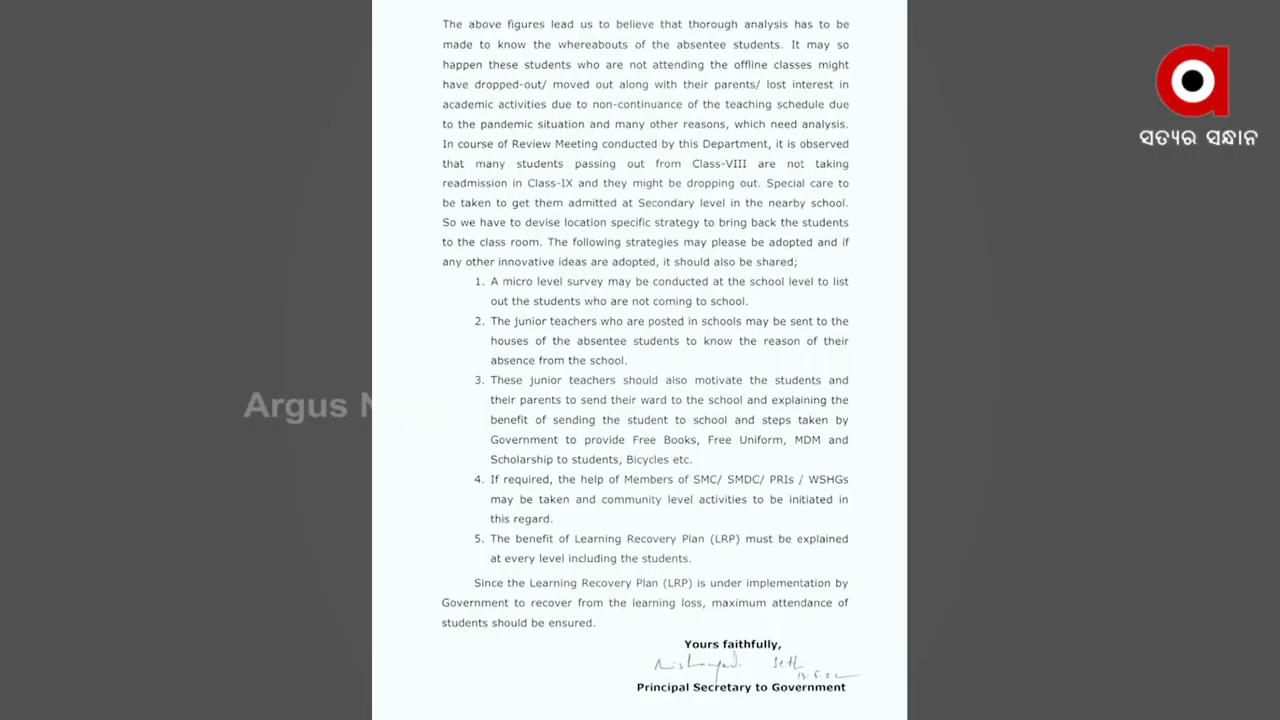 The above figures lead us to believe that thorough analysis has to be
made to know the whereabouts of the absentee students. It may so
happen these students who are not attending the offline classes might
have dropped-out/ moved out along with their parents/ lost interest in
academic activities due to non-continuance of the teaching schedule due
to the pandemic situation and many other reasons, which need analysis.
In course of Review Meeting conducted by this Department, it is observed
that many students passing out from Class-VIII are not taking
readmission in Class-IX and they might be dropping out. Special care to
be taken to get them admitted at Secondary level in the nearby school.
So we have to devise location specific strategy to bring back the students
to the class room. The following strategies may please be adopted and if
any other innovative ideas are adopted, it should also be shared;
1. A micro level survey may be conducted at the school level to list
out the students who are not coming to school.
2. The junior teachers who are posted in schools may be sent to the
houses of the absentee students to know the reason of their
absence from the school.
3. These junior teachers should also motivate the students and
their parents to send their ward to the school and explaining the
benefit of sending the student to school and steps taken by
Government to provide Free Books, Free Uniform, MDM and
Scholarship to students, Bicycles etc.
4. If required, the help of Members of SMC/ SMDC/ PRIs / WSHGs
may be taken and community level activities to be initiated in
this regard.
5. The benefit of Learning Recovery Plan (LRP) must be explained
at every level including the students.
Since the Learning Recovery Plan (LRP) is under implementation by
Government to recover from the learning loss, maximum attendance of
students should be ensured.
Yours faithfully,
Principal Secretary to Government
ସତ୍ୟର ସନ୍ଧାନ
Argus